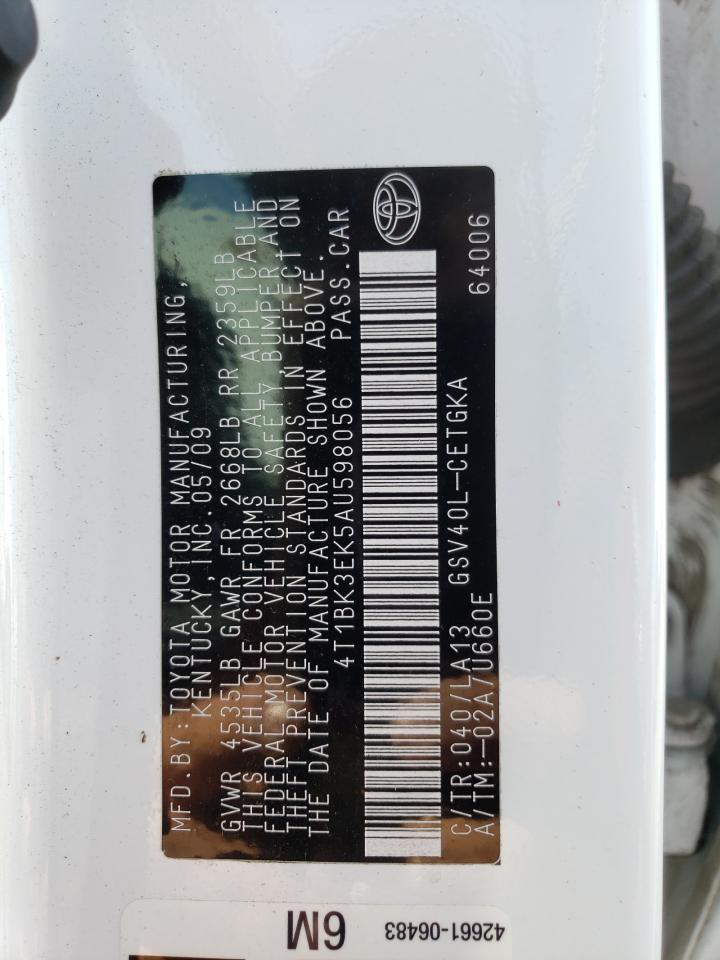 MFD.BY:TOYOTA MOTOR MANUFACTURING,
KENTUCKY,INC.05/09
GVWR 4535LB GAWR FR 2668LB RR 2359LB
THIS VEHICLE CONFORMS TO ALL APPLICABLE
FEDERAL MOTOR VEHICLE SAFETY BUMPER,AND
THEFT PREVENTION STANDARDS IN EFFECT ON
THE DATE OF MANUFACTURE SHOWN ABOVE.
4T1BK3EK5AU598056 PASS.CAR
C/TR:040/LA13 GSV40L-CETGKA
A/TM:-02A/U660E 64006
6M 42661-06483